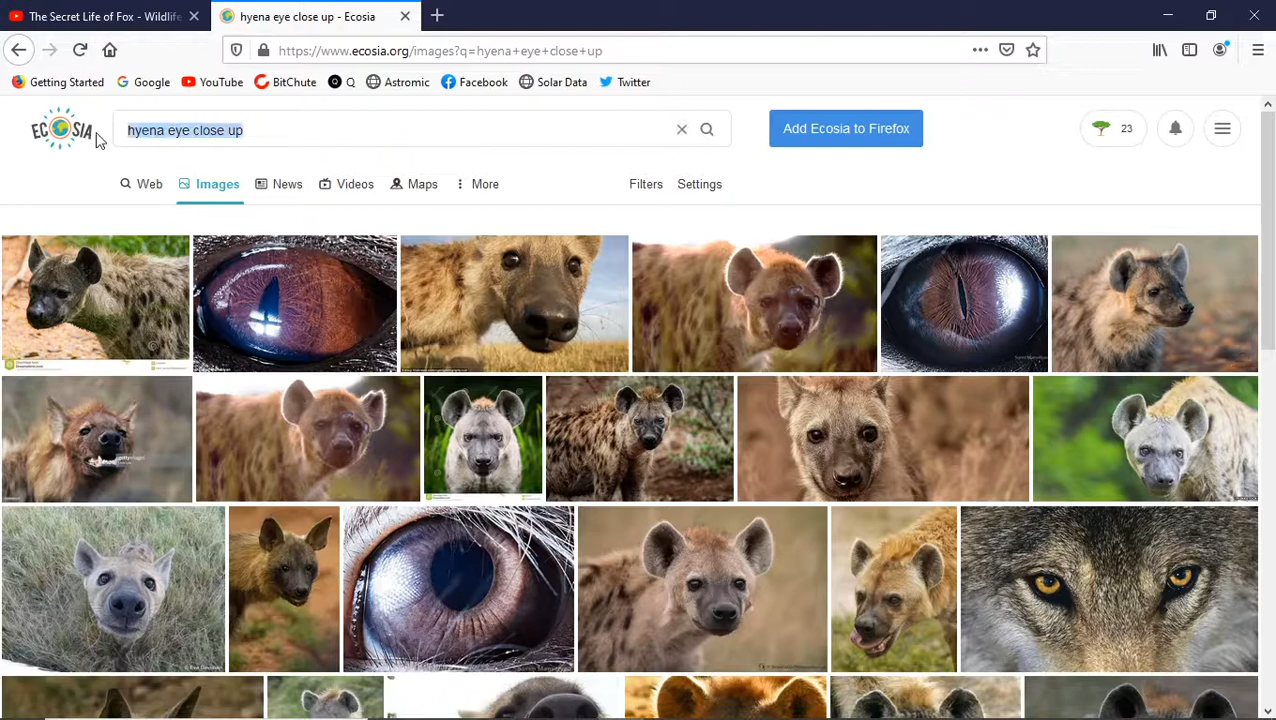 The Secret Life of Fox - Wildlife
hyena eye close up - Ecosia
https://www.ecosia.org/images?q=hyena+eye+close+up
Getting Started Google YouTube BitChute Q Astromic Facebook Solar Data Twitter
ECOSIA hyena eye close up Add Ecosia to Firefox 23
Web Images News Videos Maps More Filters Settings